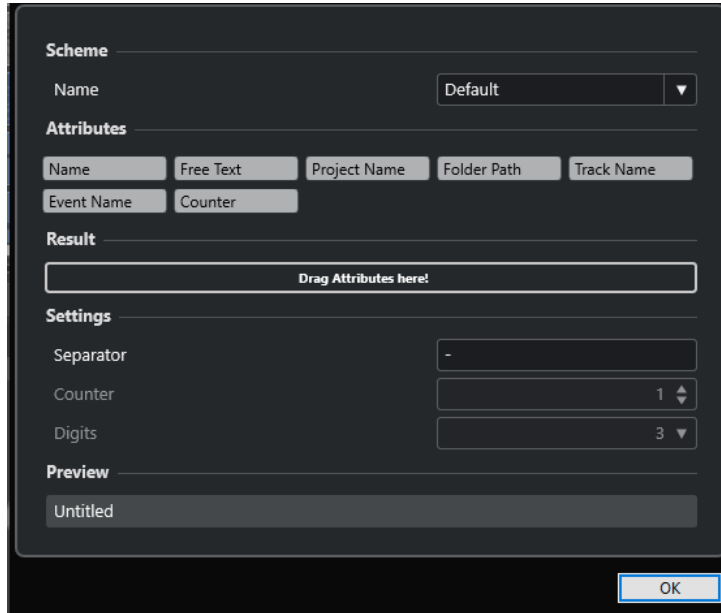 Scheme
Name Default
Attributes
Name Free Text Project Name Folder Path Track Name
Event Name Counter
Result
Drag Attributes here!
Settings
Separator -
Counter 1
Digits 3
Preview
Untitled
OK